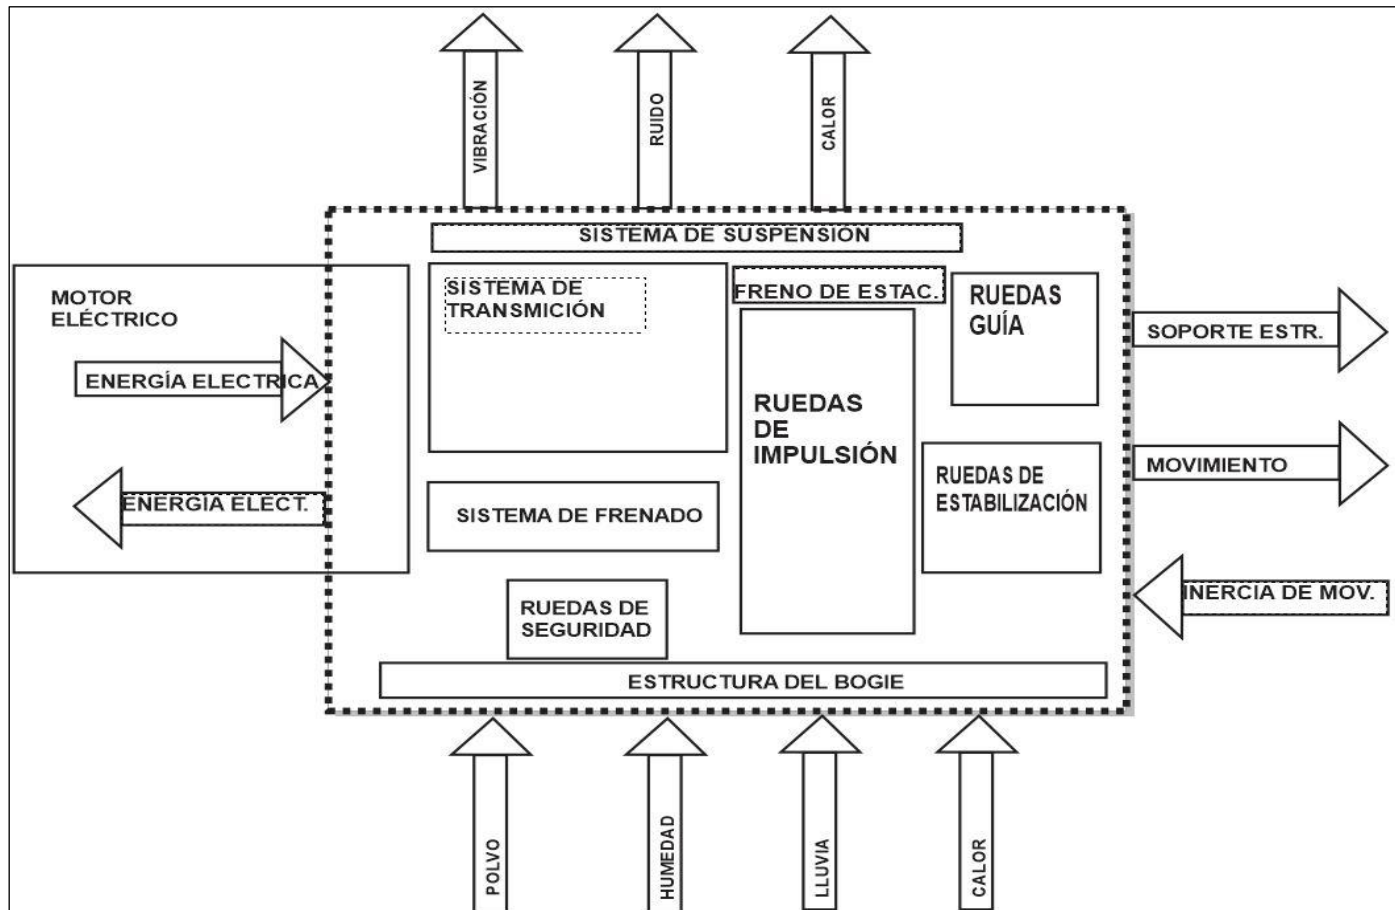 VIBRACIÓN
RUIDO
CALOR
SISTEMA DE SUSPENSION
MOTOR
ELÉCTRICO
SISTEMA DE
TRANSMICIÓN
FRENO DE ESTAC.
RUEDAS
GUÍA
SOPORTE ESTR.
ENERGÍA ELECTRICA
RUEDAS
DE
IMPULSIÓN
MOVIMIENTO
RUEDAS DE
ESTABILIZACIÓN
ENERGIA ELECT.
SISTEMA DE FRENADO
INERCIA DE MOV.
RUEDAS DE
SEGURIDAD
ESTRUCTURA DEL BOGIE
POLVO
HUMEDAD
LLUVIA
CALOR